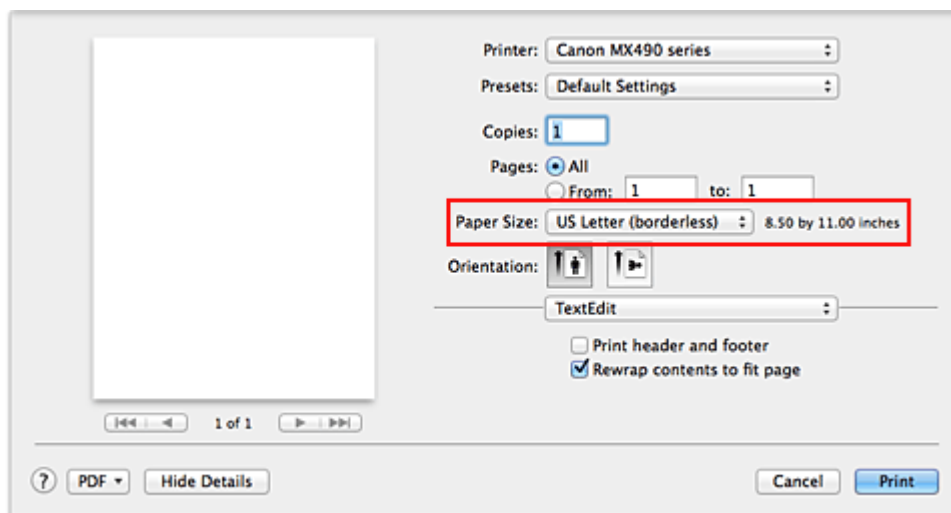 Printer: Canon MX490 series
Presets: Default Settings
Copies: 1
Pages: All
From: 1 to: 1
Paper Size: US Letter (borderless) 8.50 by 11.00 inches
Orientation:
TextEdit
Print header and footer
Rewrap contents to fit page
1 of 1
? PDF Hide Details Cancel Print